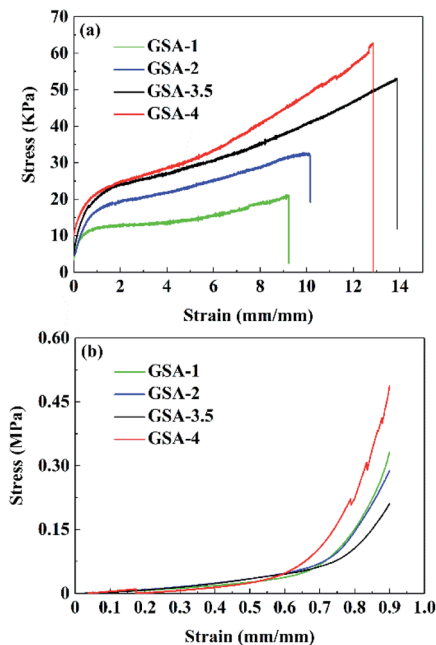 (a)
GSA-1
GSA-2
GSA-3.5
GSA-4
Stress (KPa)
70
60
50
40
30
20
10
0
0 2 4 6 8 10 12 14
Strain (mm/mm)
(b)
GSA-1
GSA-2
GSA-3.5
GSA-4
Stress (MPa)
0.60
0.45
0.30
0.15
0
0 0.1 0.2 0.3 0.4 0.5 0.6 0.7 0.8 0.9 1.0
Strain (mm/mm)